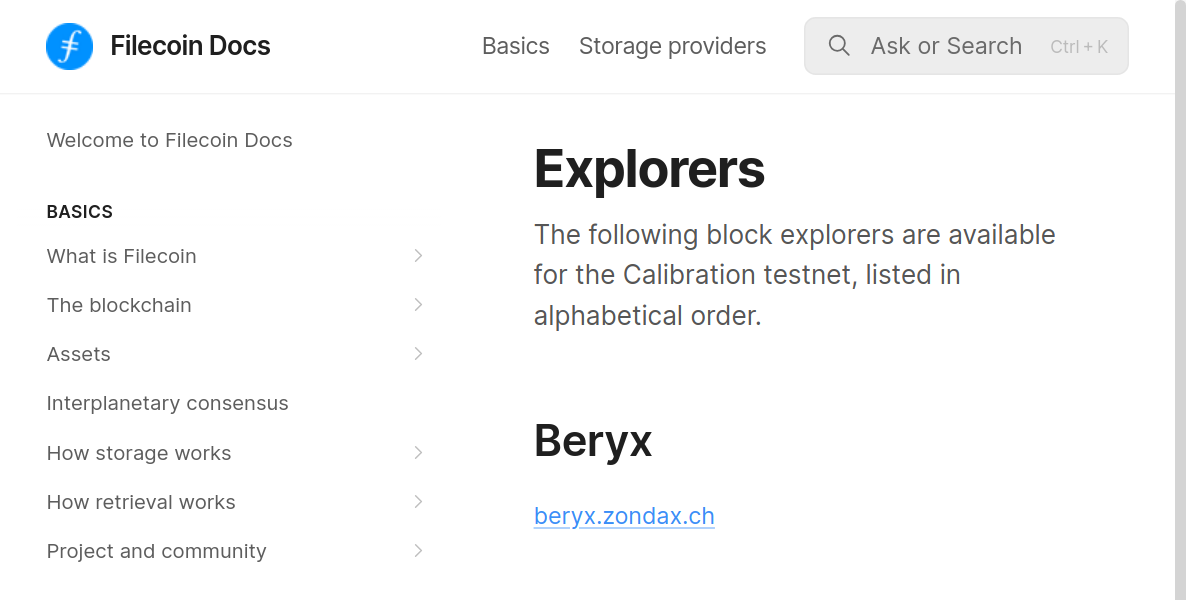 Filecoin Docs
Basics
Storage providers
Ask or Search
Ctrl + K
Welcome to Filecoin Docs
BASICS
What is Filecoin
The blockchain
Assets
Interplanetary consensus
How storage works
How retrieval works
Project and community
Explorers
The following block explorers are available
for the Calibration testnet, listed in
alphabetical order.
Beryx
beryx.zondax.ch